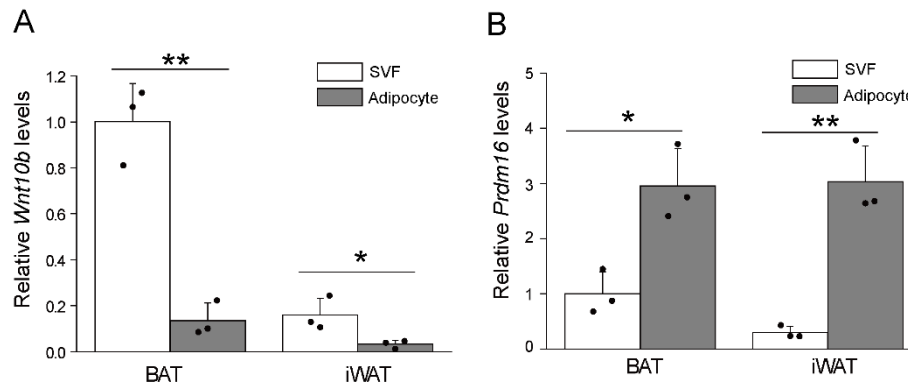 A
Relative Wnt10b levels
1.2
1.0
0.8
0.6
0.4
0.2
0.0
**
*
SVF
Adipocyte
BAT
iWAT
B
Relative Prdm16 levels
5
4
3
2
1
0
*
**
SVF
Adipocyte
BAT
iWAT